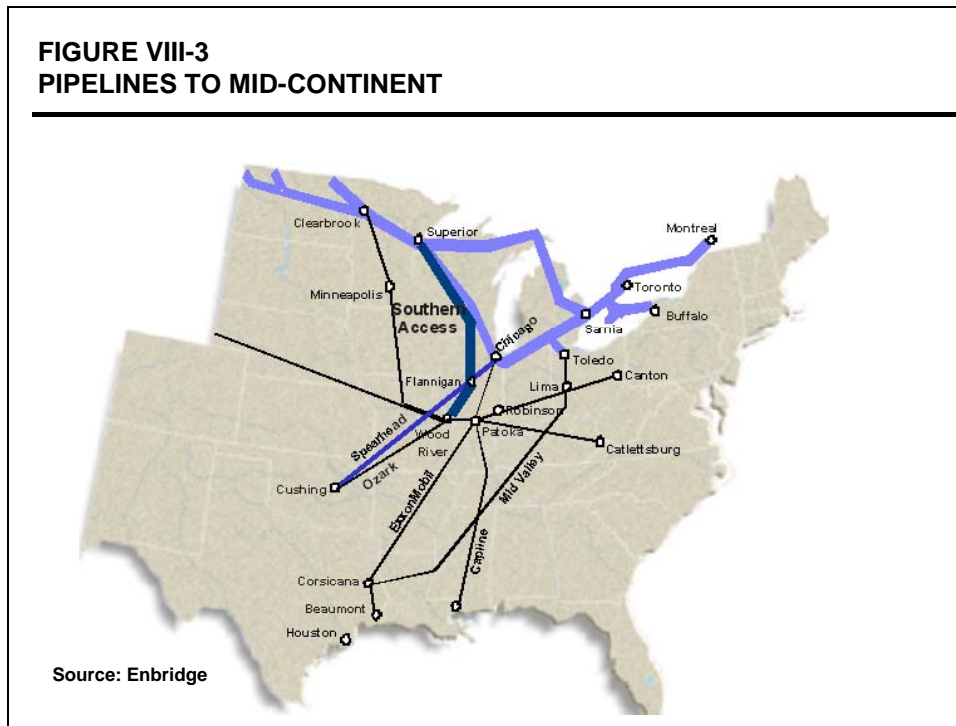 FIGURE VIII-3
PIPELINES TO MID-CONTINENT
Clearbrook
Superior
Montreal
Minneapolis
Toronto
Southern
Access
Buffalo
Sarnia
Chicago
Toledo
Flannigan
Lima
Canton
Robinson
Spearhead
Wood
River
Patoka
Catlettsburg
Ozark
Cushing
Mid Valley
ExxonMobil
Capline
Corsicana
Beaumont
Houston
Source: Enbridge